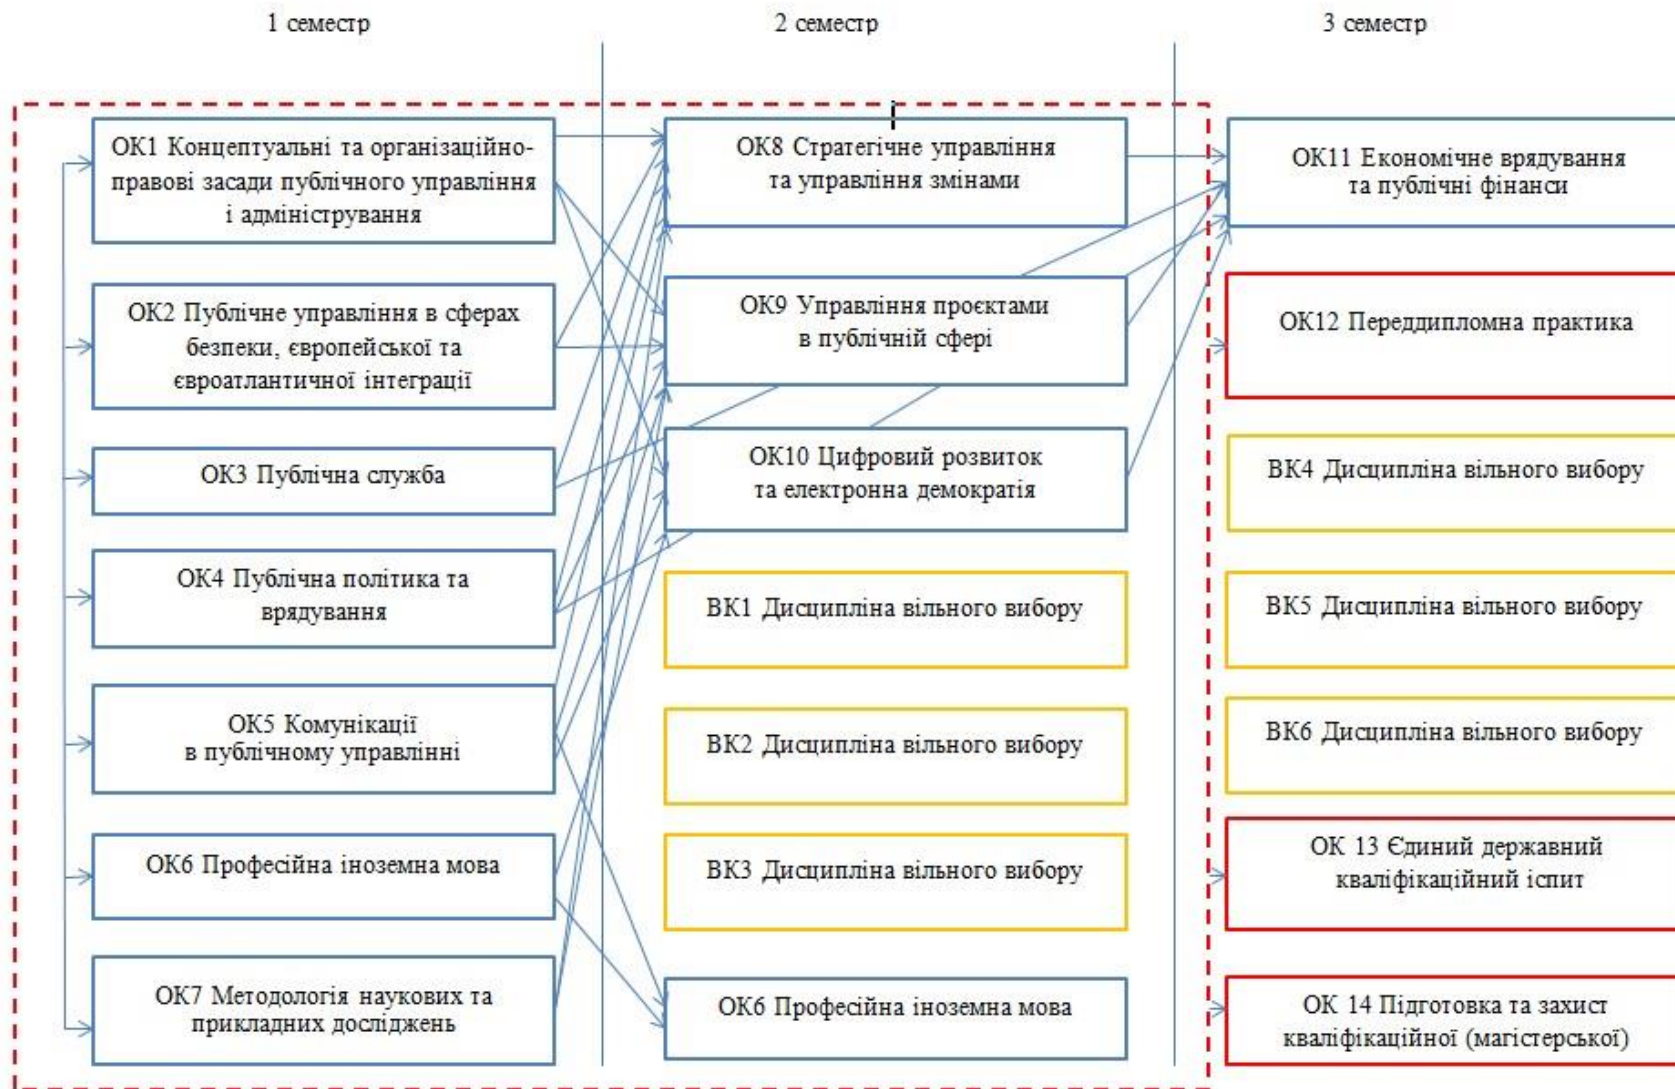 1 семестр
2 семестр
3 семестр
ОК1 Концептуальні та організаційно-
правові засади публічного управління
і адміністрування
ОК2 Публічне управління в сферах
безпеки, європейської та
євроатлантичної інтеграції
ОК3 Публічна служба
ОК4 Публічна політика та
врядування
ОК5 Комунікації
в публічному управлінні
ОК6 Професійна іноземна мова
ОК7 Методологія наукових та
прикладних досліджень
ОК8 Стратегічне управління
та управління змінами
ОК9 Управління проєктами
в публічній сфері
ОК10 Цифровий розвиток
та електронна демократія
ВК1 Дисципліна вільного вибору
ВК2 Дисципліна вільного вибору
ВК3 Дисципліна вільного вибору
ОК6 Професійна іноземна мова
ОК11 Економічне врядування
та публічні фінанси
ОК12 Переддипломна практика
ВК4 Дисципліна вільного вибору
ВК5 Дисципліна вільного вибору
ВК6 Дисципліна вільного вибору
ОК 13 Єдиний державний
кваліфікаційний іспит
ОК 14 Підготовка та захист
кваліфікаційної (магістерської)